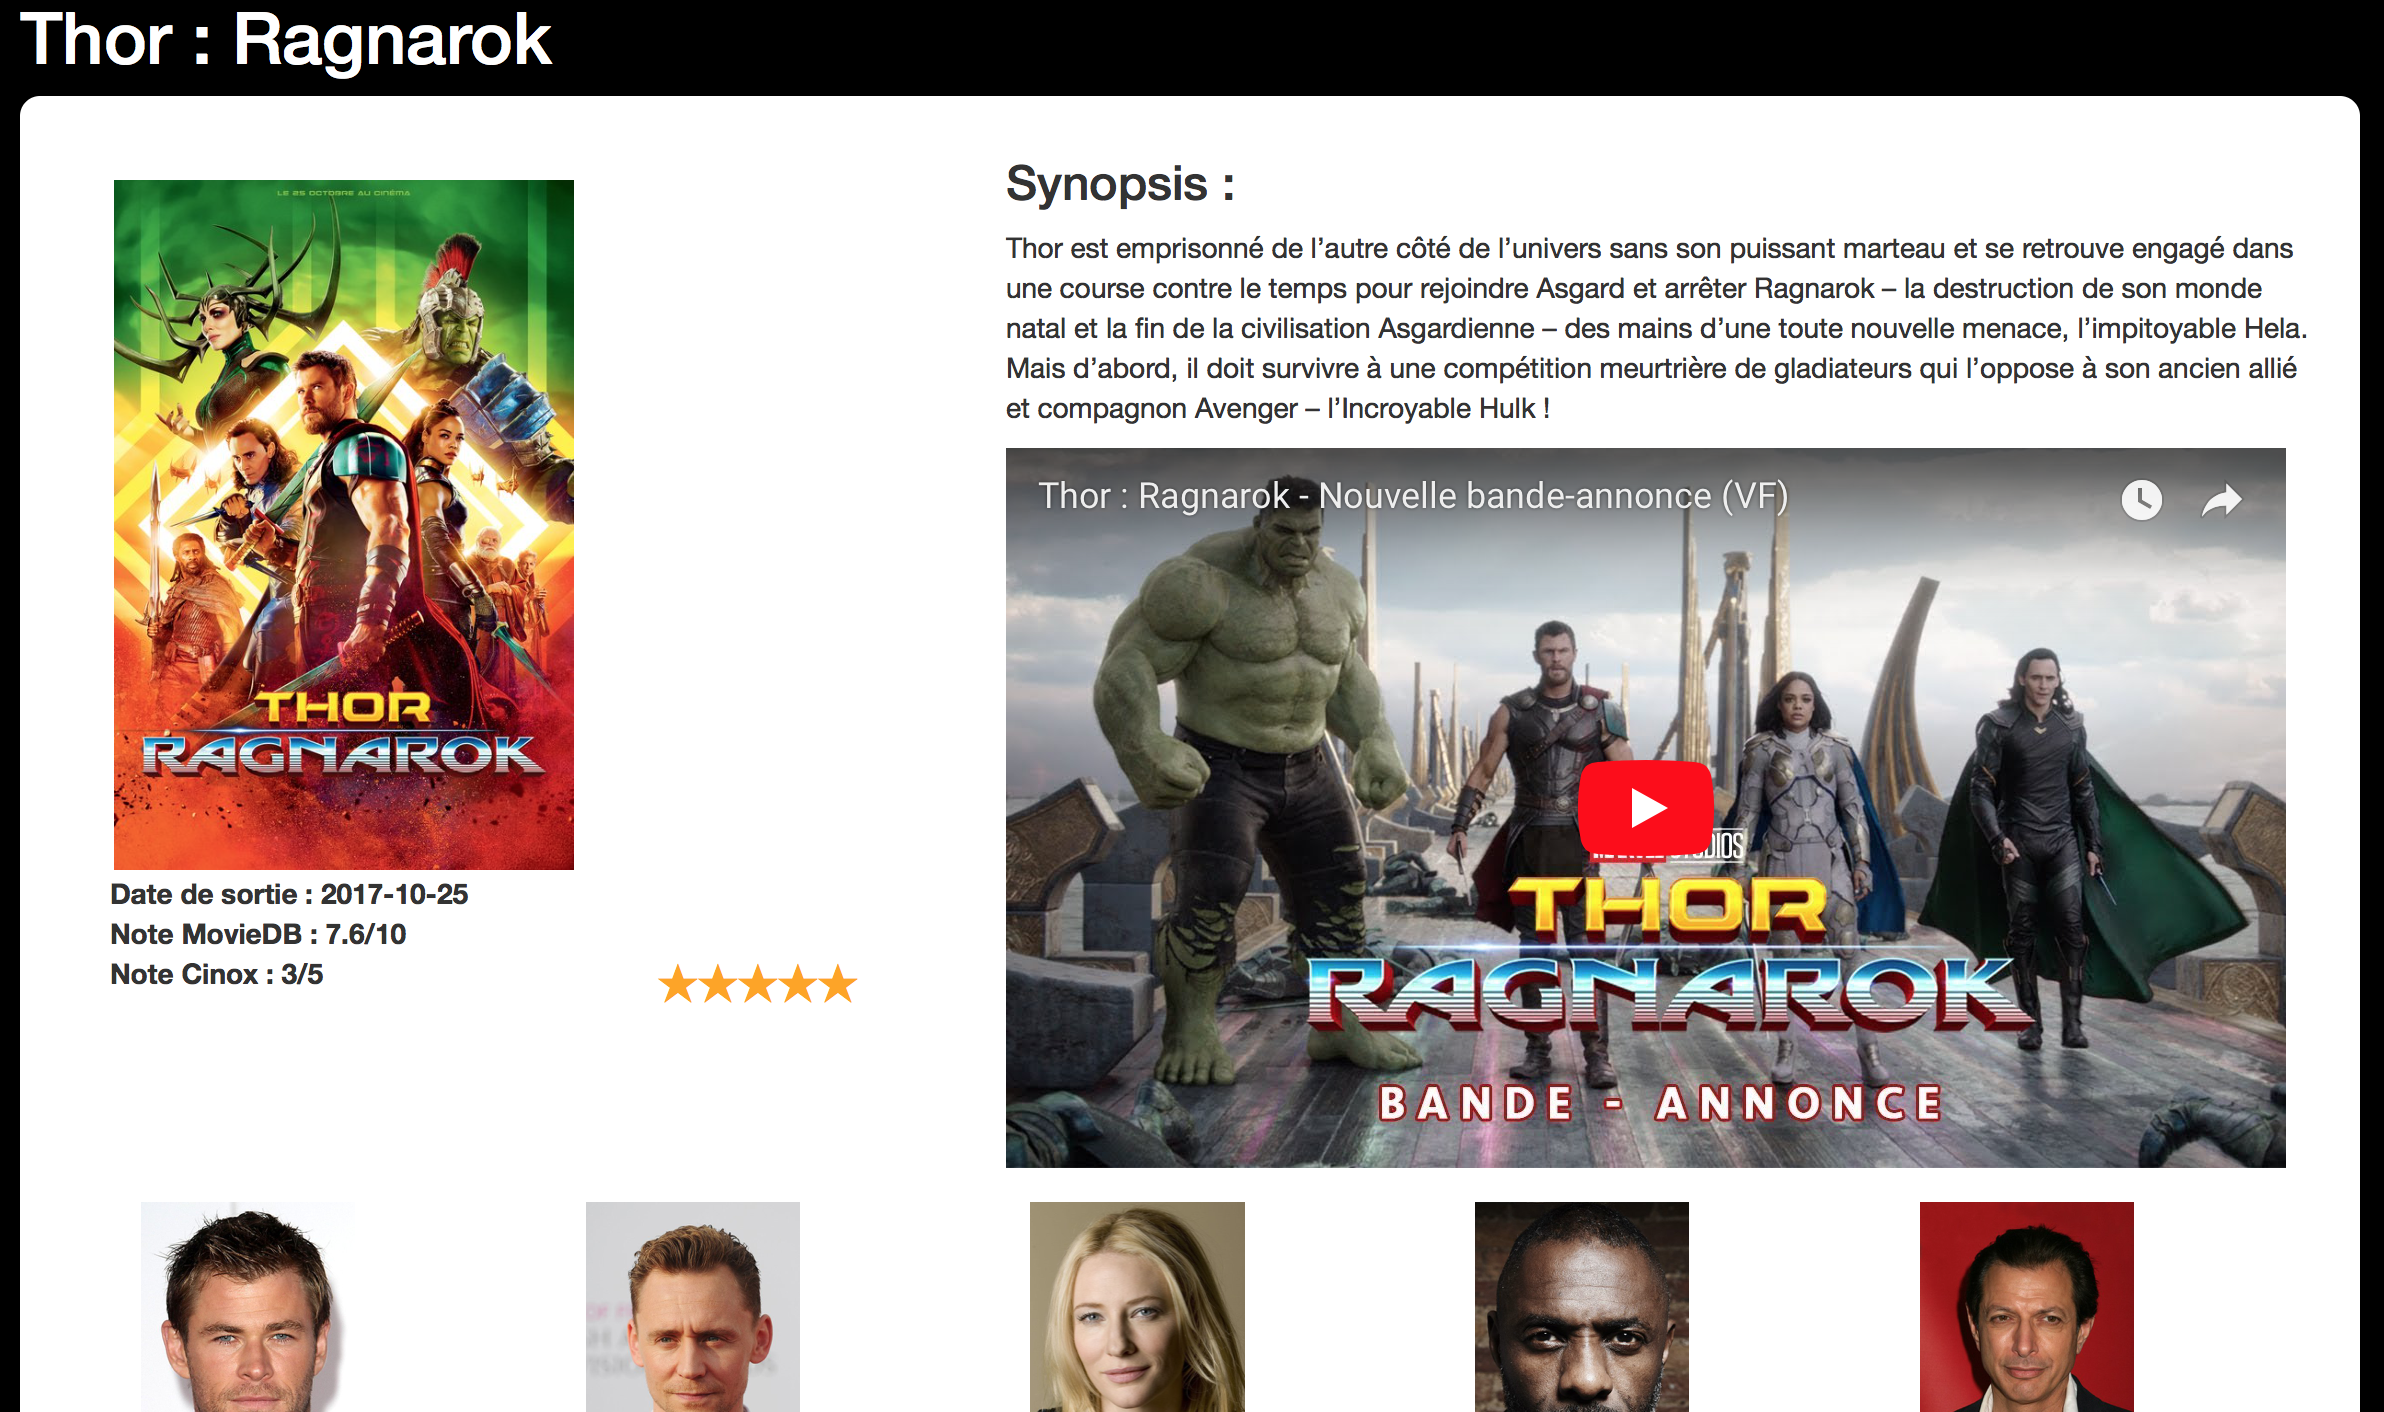 Thor : Ragnarok
LE 25 OCTOBRE AU CINÉMA
THOR
RAGNAROK
Date de sortie : 2017-10-25
Note MovieDB : 7.6/10
Note Cinox : 3/5
Synopsis :
Thor est emprisonné de l’autre côté de l’univers sans son puissant marteau et se retrouve engagé dans
une course contre le temps pour rejoindre Asgard et arrêter Ragnarok – la destruction de son monde
natal et la fin de la civilisation Asgardienne – des mains d’une toute nouvelle menace, l’impitoyable Hela.
Mais d’abord, il doit survivre à une compétition meurtrière de gladiateurs qui l’oppose à son ancien allié
et compagnon Avenger – l’Incroyable Hulk !
Thor : Ragnarok - Nouvelle bande-annonce (VF)
THOR
RAGNAROK
BANDE - ANNONCE